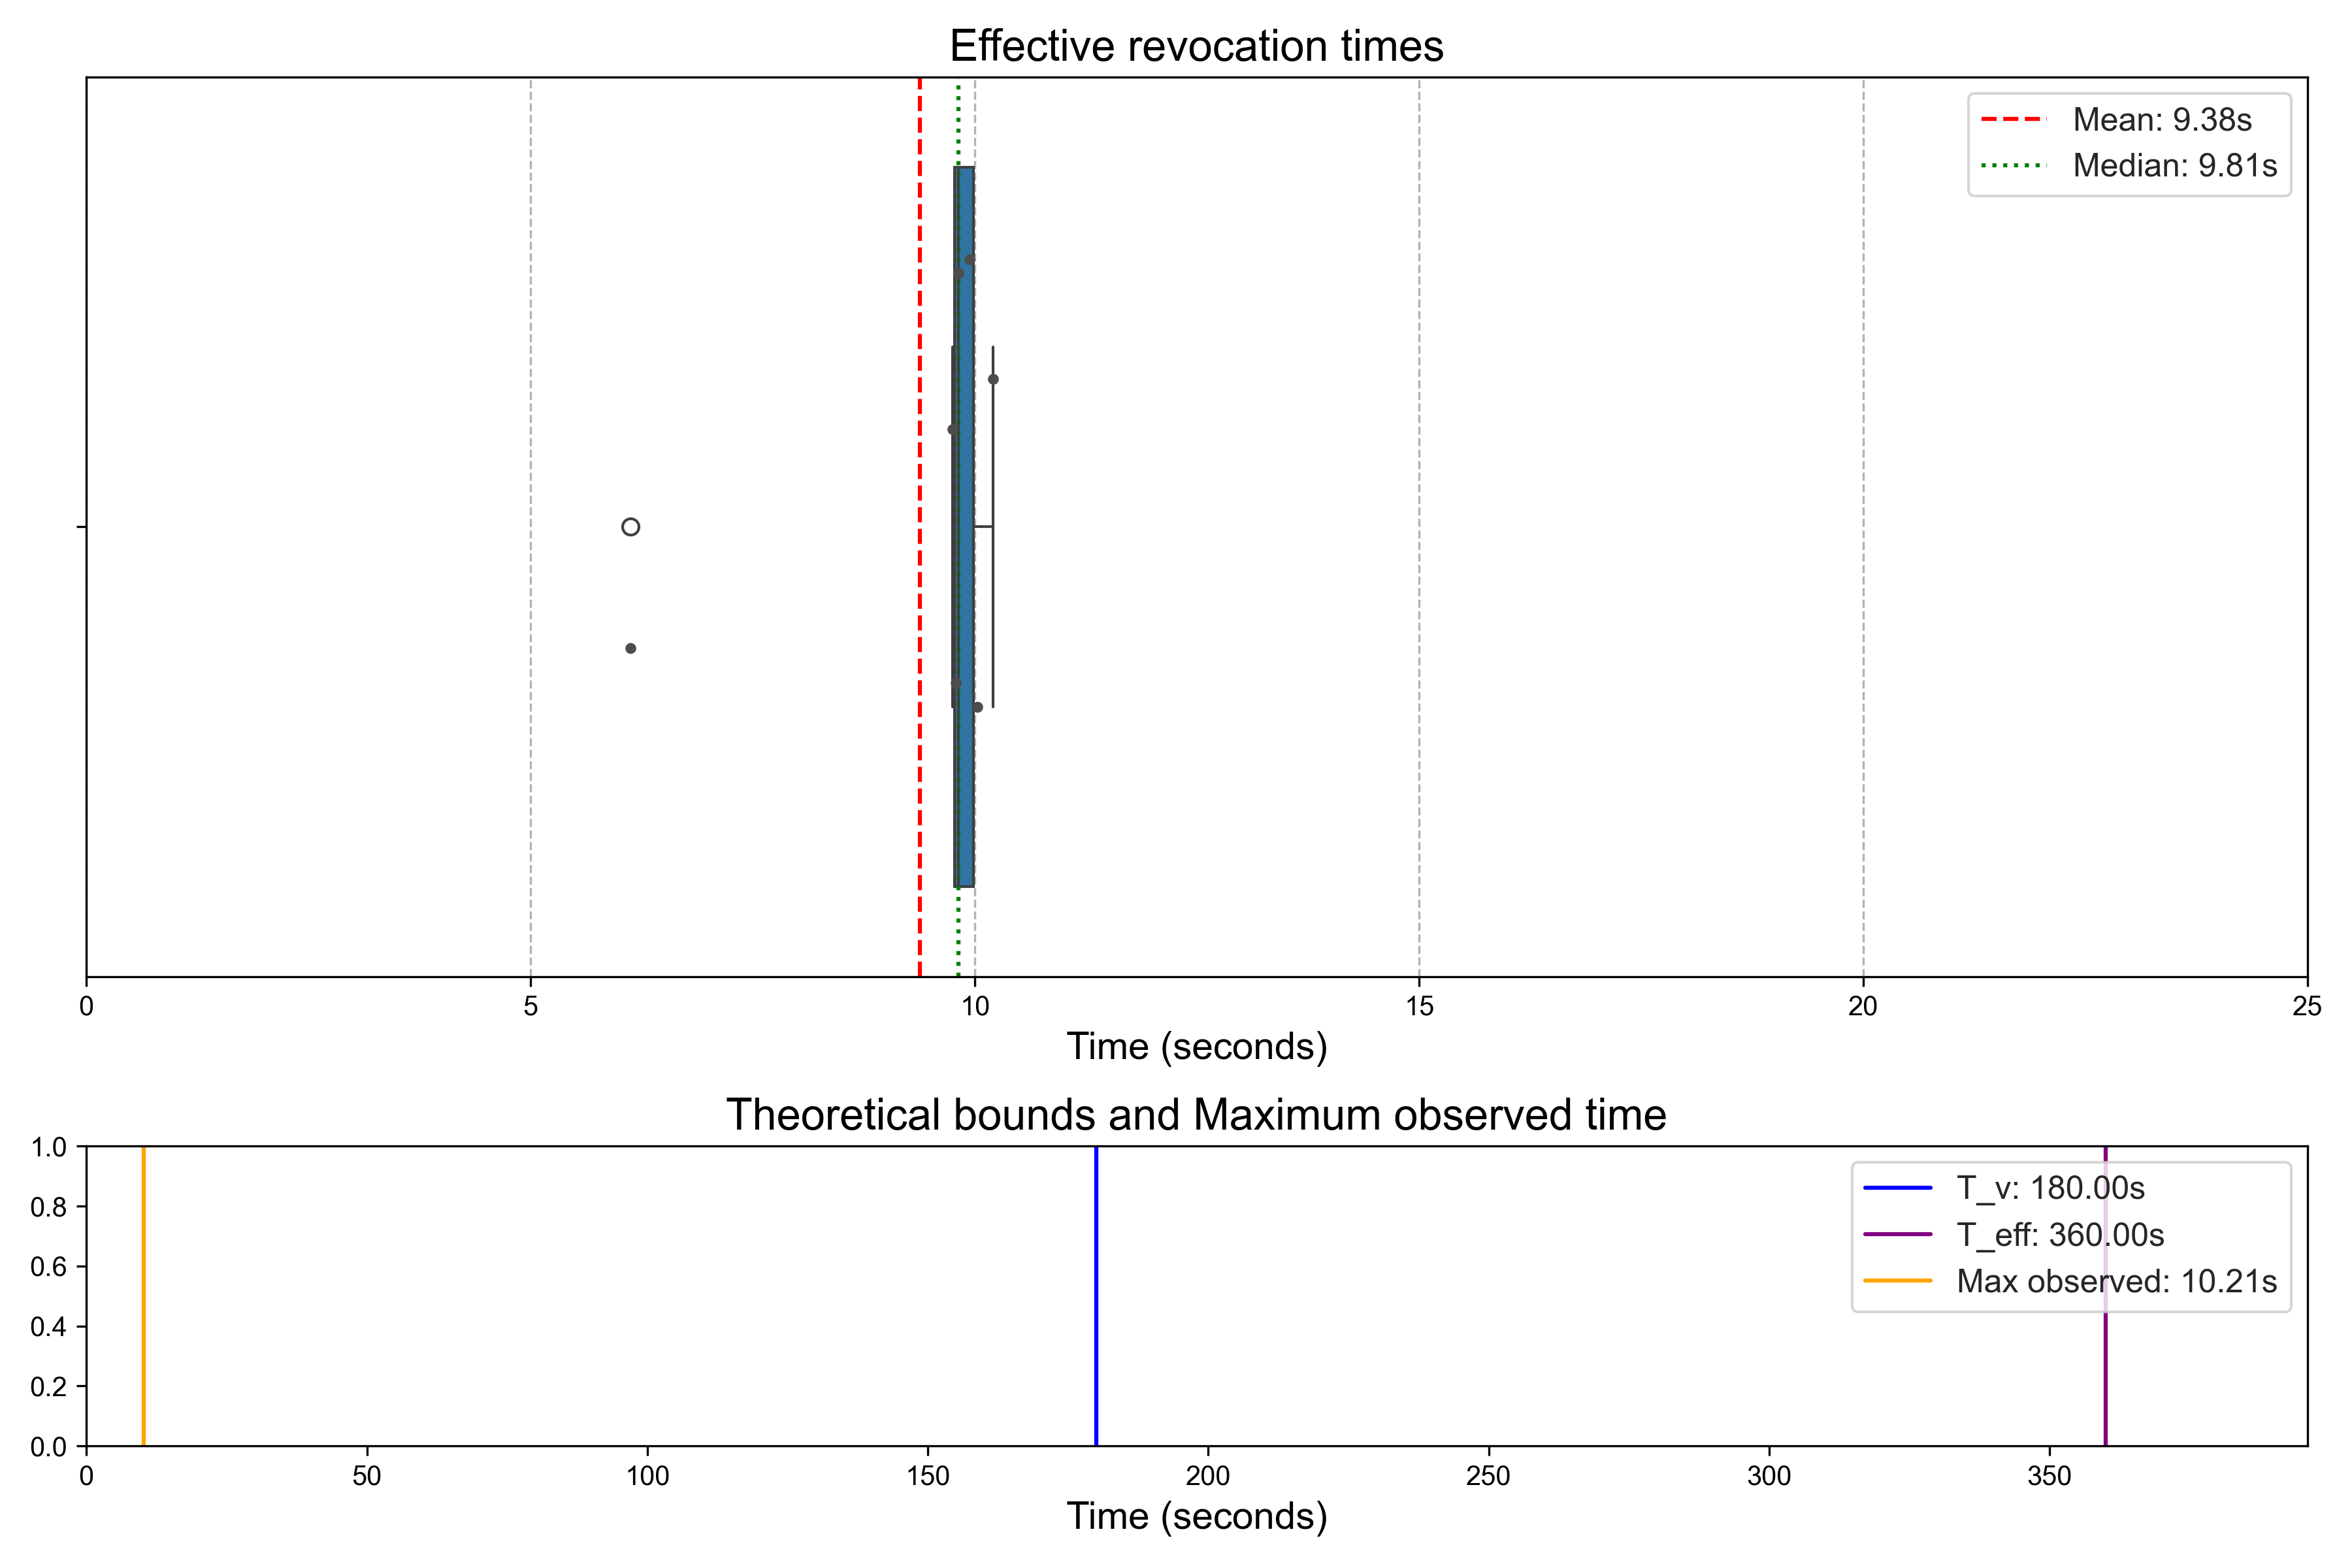 Effective revocation times
Mean: 9.38s
Median: 9.81s
0 5 10 15 20 25
Time (seconds)
Theoretical bounds and Maximum observed time
1.0
0.8
0.6
0.4
0.2
0.0
T_v: 180.00s
T_eff: 360.00s
Max observed: 10.21s
0 50 100 150 200 250 300 350
Time (seconds)